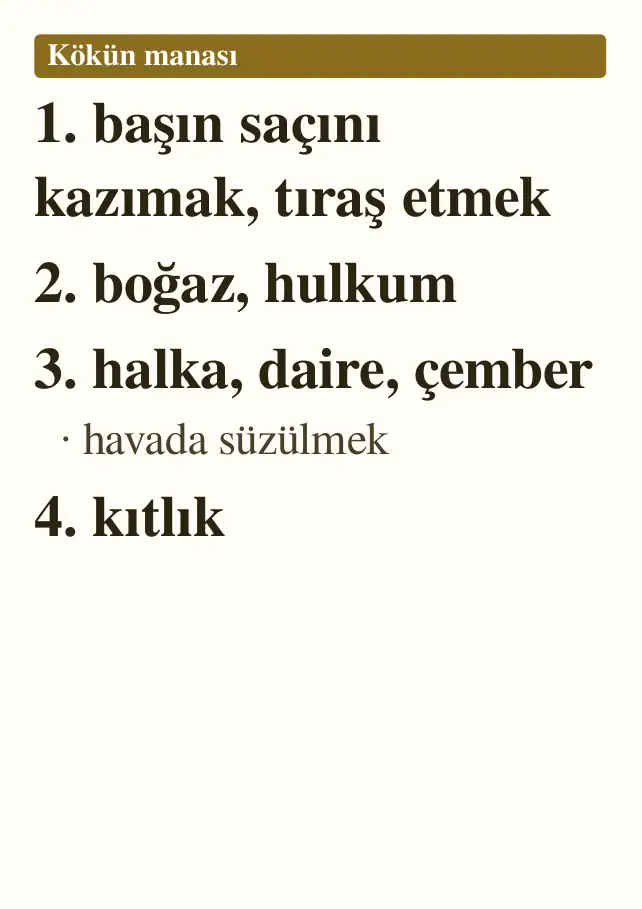 Kökün manası
1. başın saçını
kazımak, tıraş etmek
2. boğaz, hulkum
3. halka, daire, çember
· havada süzülmek
4. kıtlık